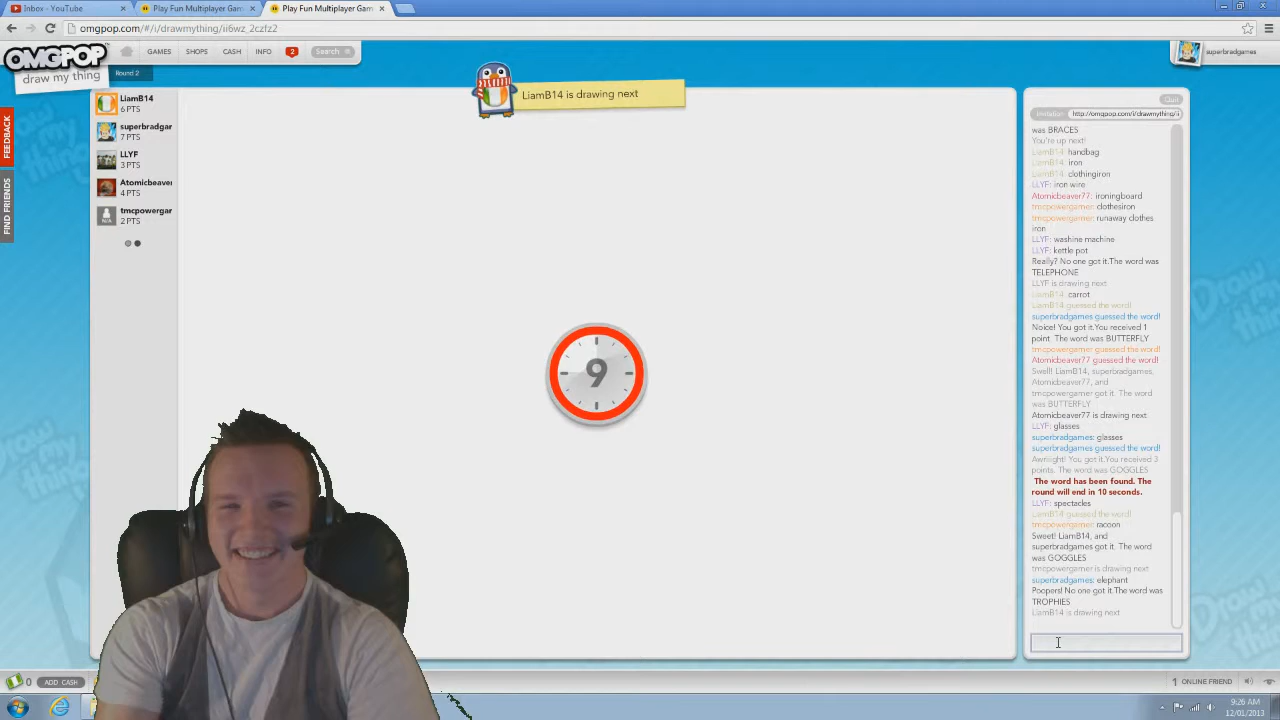 Inbox - YouTube
Play Fun Multiplayer Gam
Play Fun Multiplayer Gam
omgpop.com/#/i/drawmything/ii6wz_2czfz2
OMGPOP
GAMES
SHOPS
CASH
INFO
2
Search
superbradgames
draw my thing
Round 2
FEEDBACK
FIND FRIENDS
LiamB14
6 PTS
superbradgar
7 PTS
LLYF
3 PTS
Atomicbeaver
4 PTS
tmcpowergar
2 PTS
N/A
LiamB14 is drawing next
9
Quit
Invitation
http://omgpop.com/i/drawmything/ii
was BRACES
You're up next!
LiamB14: handbag
LiamB14: iron
LiamB14: clothingiron
LLYF: iron wire
Atomicbeaver77: ironingboard
tmcpowergamer: clothesiron
tmcpowergamer: runaway clothes
iron
LLYF: washine machine
LLYF: kettle pot
Really? No one got it.The word was
TELEPHONE
LLYF is drawing next
LiamB14: carrot
LiamB14 guessed the word!
superbradgames guessed the word!
Noice! You got it.You received 1
point. The word was BUTTERFLY
tmcpowergamer guessed the word!
Atomicbeaver77 guessed the word!
Swell! LiamB14, superbradgames,
Atomicbeaver77, and
tmcpowergamer got it. The word
was BUTTERFLY
Atomicbeaver77 is drawing next
LLYF: glasses
superbradgames: glasses
superbradgames guessed the word!
Awriiight! You got it.You received 3
points. The word was GOGGLES
The word has been found. The
round will end in 10 seconds.
LLYF: spectacles
LiamB14 guessed the word!
tmcpowergamer: racoon
Sweet! LiamB14, and
superbradgames got it. The word
was GOGGLES
tmcpowergamer is drawing next
superbradgames: elephant
Poopers! No one got it.The word was
TROPHIES
LiamB14 is drawing next
0
ADD CASH
1 ONLINE FRIEND
9:26 AM
12/01/2013